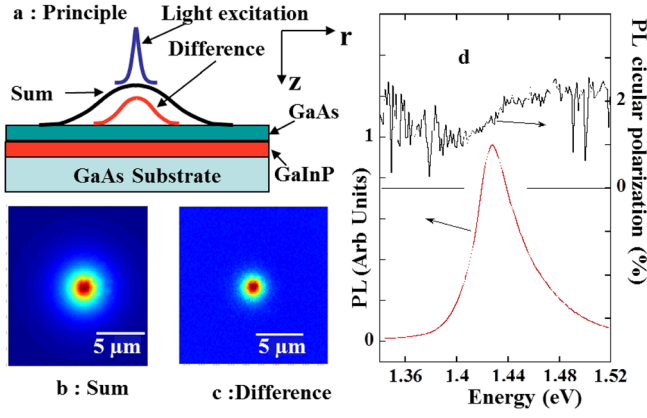 a : Principle
Light excitation
Difference
r
z
Sum
GaAs
GaInP
GaAs Substrate
5 µm
5 µm
b : Sum
c :Difference
d
PL (Arb Units)
1
0
PL cicular polarization (%)
2
0
1.36
1.4
1.44
1.48
1.52
Energy (eV)